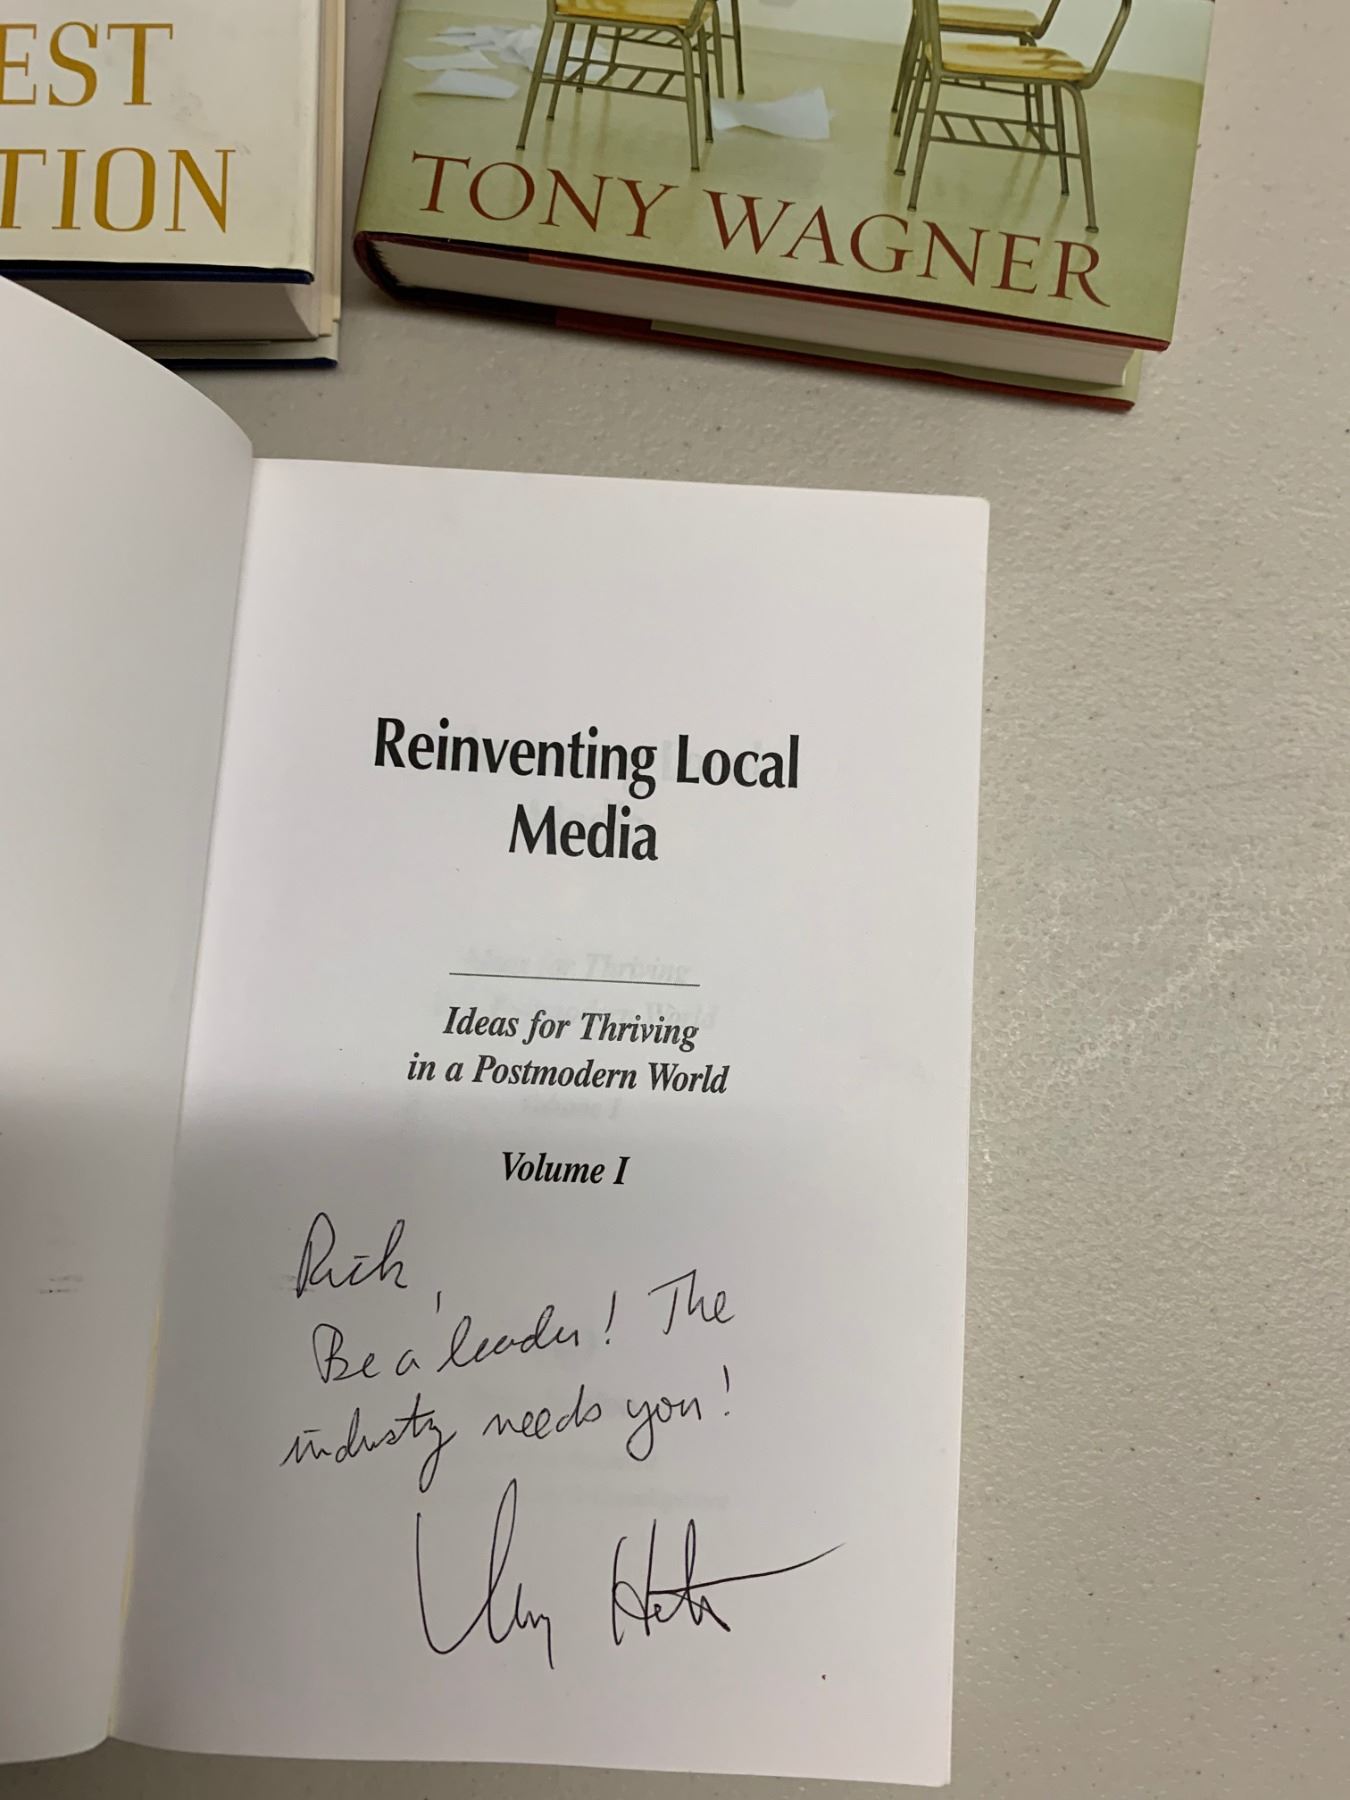 EST
TION
TONY WAGNER
Reinventing Local
Media
Ideas for Thriving
in a Postmodern World
Volume I
Rick,
Be a leader! The
industry needs you!